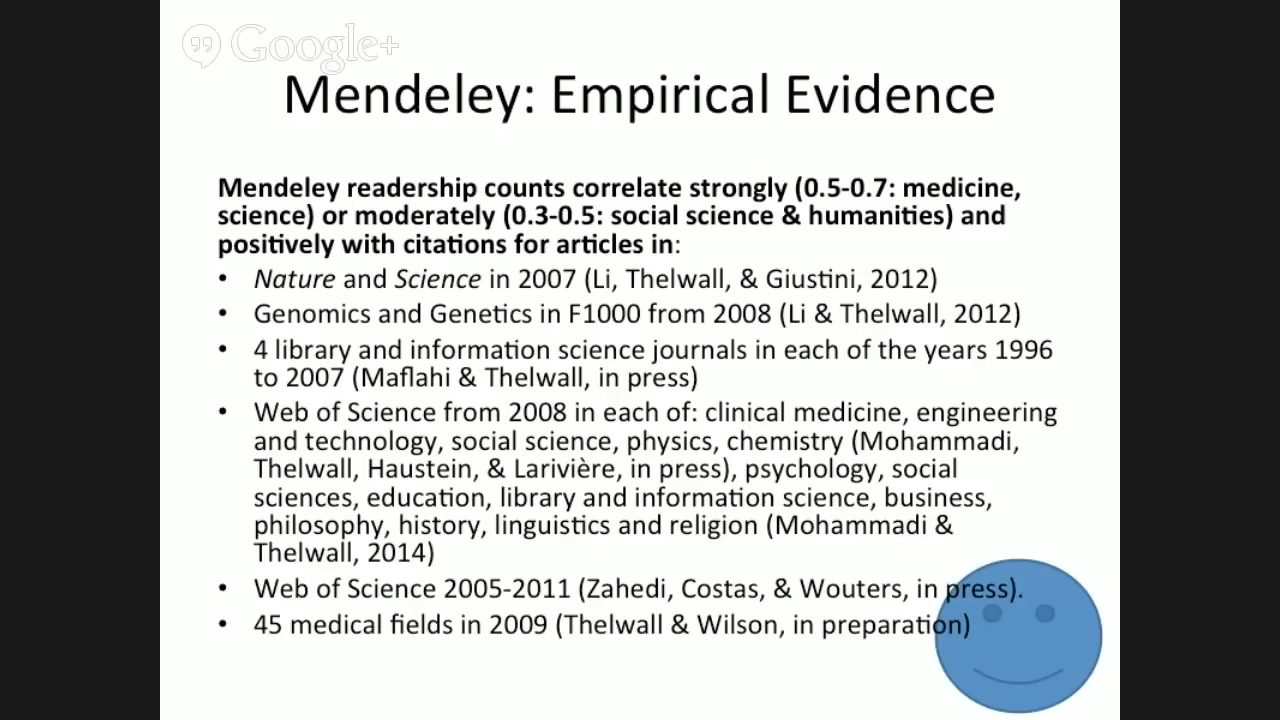 Google+
Mendeley: Empirical Evidence
Mendeley readership counts correlate strongly (0.5-0.7: medicine,
science) or moderately (0.3-0.5: social science & humanities) and
positively with citations for articles in:
• Nature and Science in 2007 (Li, Thelwall, & Giustini, 2012)
• Genomics and Genetics in F1000 from 2008 (Li & Thelwall, 2012)
• 4 library and information science journals in each of the years 1996
to 2007 (Maflahi & Thelwall, in press)
• Web of Science from 2008 in each of: clinical medicine, engineering
and technology, social science, physics, chemistry (Mohammadi,
Thelwall, Haustein, & Larivière, in press), psychology, social
sciences, education, library and information science, business,
philosophy, history, linguistics and religion (Mohammadi &
Thelwall, 2014)
• Web of Science 2005-2011 (Zahedi, Costas, & Wouters, in press).
• 45 medical fields in 2009 (Thelwall & Wilson, in preparation)